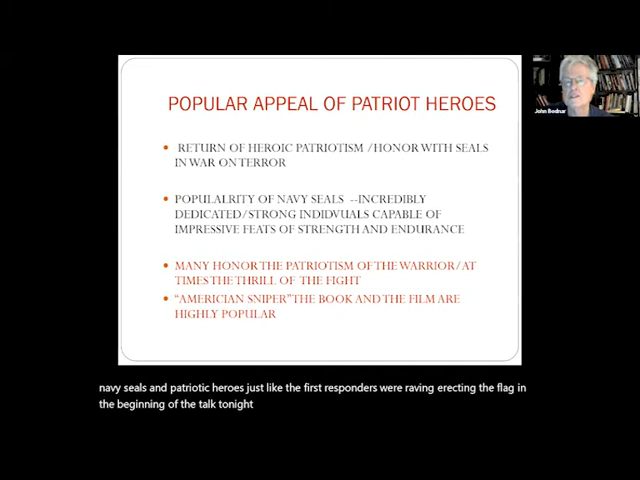 POPULAR APPEAL OF PATRIOT HEROES
John Bodnar
• RETURN OF HEROIC PATRIOTISM /HONOR WITH SEALS
IN WAR ON TERROR
• POPULALRITY OF NAVY SEALS --INCREDIBLY
DEDICATED/STRONG INDIDVUALS CAPABLE OF
IMPRESSIVE FEATS OF STRENGTH AND ENDURANCE
• MANY HONOR THE PATRIOTISM OF THE WARRIOR/AT
TIMES THE THRILL OF THE FIGHT
• “AMERICIAN SNIPER” THE BOOK AND THE FILM ARE
HIGHLY POPULAR
navy seals and patriotic heroes just like the first responders were raving erecting the flag in
the beginning of the talk tonight